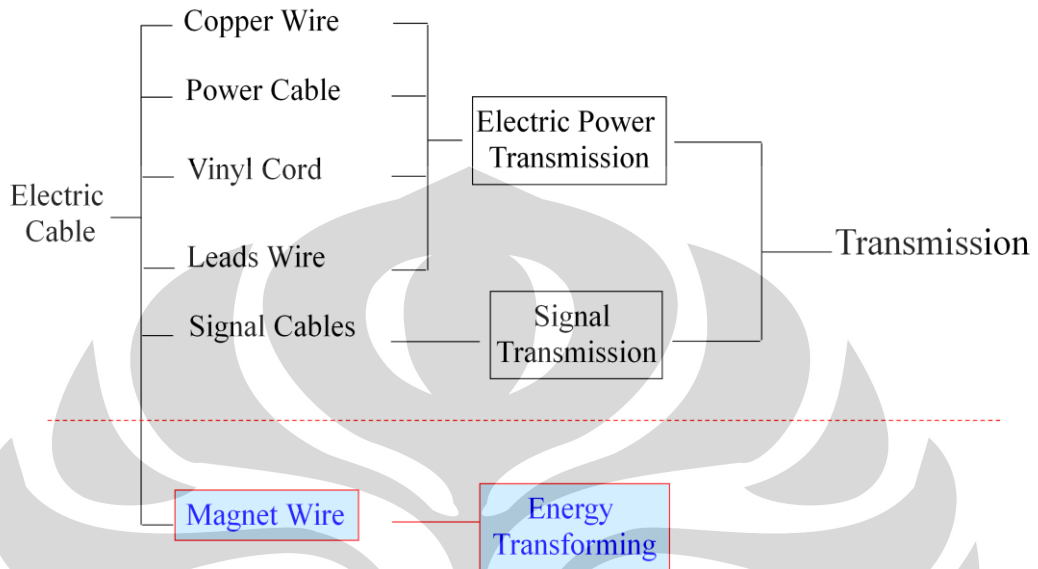 Copper Wire
Power Cable
Electric Power
Transmission
Vinyl Cord
Electric
Cable
Leads Wire
Transmission
Signal Cables
Signal
Transmission
Magnet Wire
Energy
Transforming